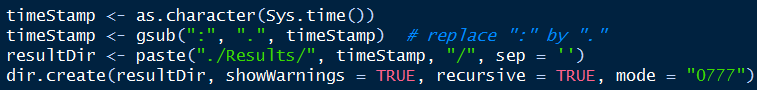 timeStamp <- as.character(Sys.time())
timeStamp <- gsub(":", ".", timeStamp)  # replace ":" by "."
resultDir <- paste("./Results/", timeStamp, "/", sep = '')
dir.create(resultDir, showWarnings = TRUE, recursive = TRUE, mode = "0777")